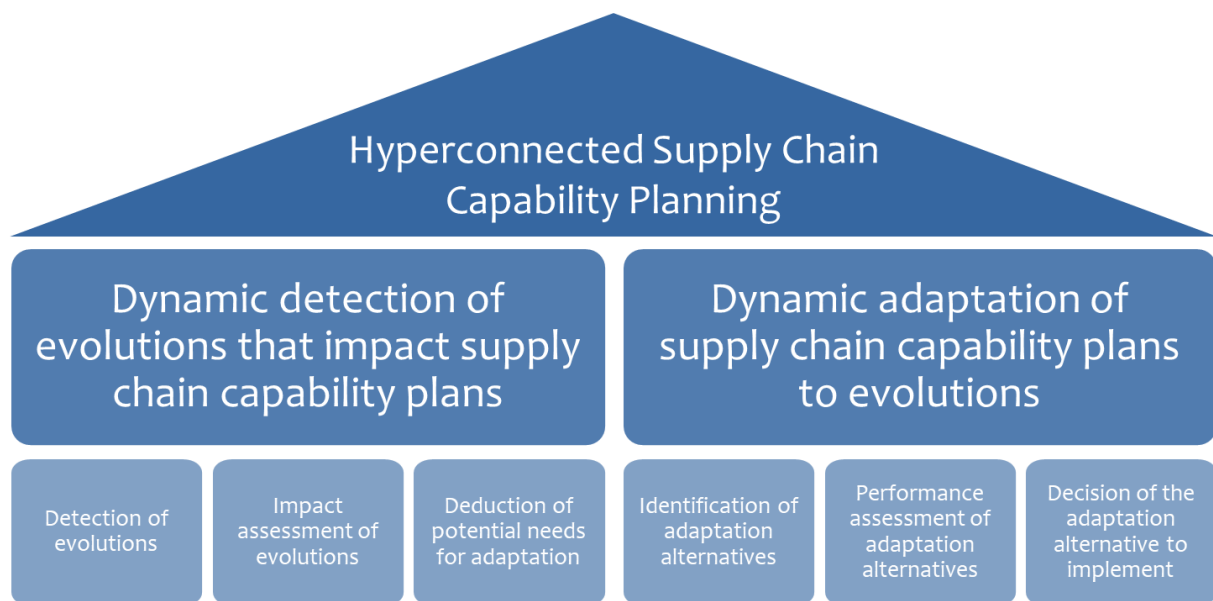 Hyperconnected Supply Chain
Capability Planning
Dynamic detection of
evolutions that impact supply
chain capability plans
Dynamic adaptation of
supply chain capability plans
to evolutions
Detection of
evolutions
Impact
assessment of
evolutions
Deduction of
potential needs
for adaptation
Identification of
adaptation
alternatives
Performance
assessment of
adaptation
alternatives
Decision of the
adaptation
alternative to
implement